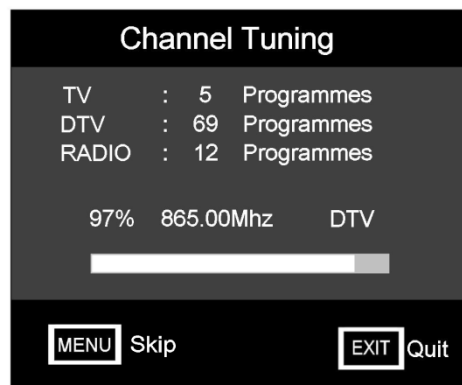 Channel Tuning
TV : 5 Programmes
DTV : 69 Programmes
RADIO : 12 Programmes
97% 865.00Mhz DTV
MENU Skip EXIT Quit